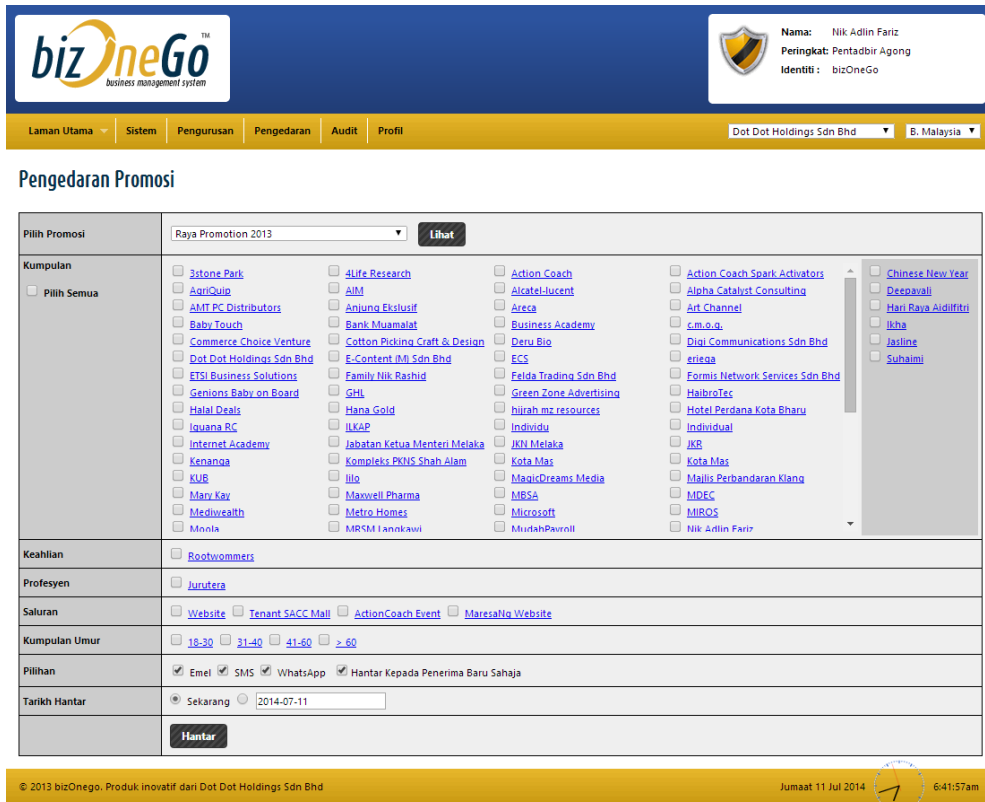 bizOneGo TM
business management system
Nama: Nik Adlin Fariz
Peringkat: Pentadbir Agong
Identiti : bizOneGo
Laman Utama Sistem Pengurusan Pengedaran Audit Profil Dot Dot Holdings Sdn Bhd B. Malaysia
Pengedaran Promosi
Pilih Promosi Raya Promotion 2013 Lihat
Kumpulan
Pilih Semua
3stone Park 4Life Research Action Coach Action Coach Spark Activators Chinese New Year
AgriQuip AIM Alcatel-lucent Alpha Catalyst Consulting Deepavali
AMT PC Distributors Anjung Ekslusif Areca Art Channel Hari Raya Aidilfitri
Baby Touch Bank Muamalat Business Academy c.m.o.g. Ikha
Commerce Choice Venture Cotton Picking Craft & Design Deru Bio Digi Communications Sdn Bhd Jasline
Dot Dot Holdings Sdn Bhd E-Content (M) Sdn Bhd ECS eriega Suhaimi
ETSI Business Solutions Family Nik Rashid Felda Trading Sdn Bhd Formis Network Services Sdn Bhd
Genions Baby on Board GHL Green Zone Advertising HaibroTec
Halal Deals Hana Gold hijrah mz resources Hotel Perdana Kota Bharu
Iguana RC ILKAP Individu Individual
Internet Academy Jabatan Ketua Menteri Melaka JKN Melaka JKR
Kenanga Kompleks PKNS Shah Alam Kota Mas Kota Mas
KUB lilo MagicDreams Media Majlis Perbandaran Klang
Mary Kay Maxwell Pharma MBSA MDEC
Mediwealth Metro Homes Microsoft MIROS
Moola MRSM Langkawi MudahPayroll Nik Adlin Fariz
Keahlian Rootwommers
Profesyen Jurutera
Saluran Website Tenant SACC Mall ActionCoach Event MaresaNg Website
Kumpulan Umur 18-30 31-40 41-60 > 60
Pilihan Emel SMS WhatsApp Hantar Kepada Penerima Baru Sahaja
Tarikh Hantar Sekarang 2014-07-11
Hantar
© 2013 bizOnego. Produk inovatif dari Dot Dot Holdings Sdn Bhd Jumaat 11 Jul 2014 6:41:57am